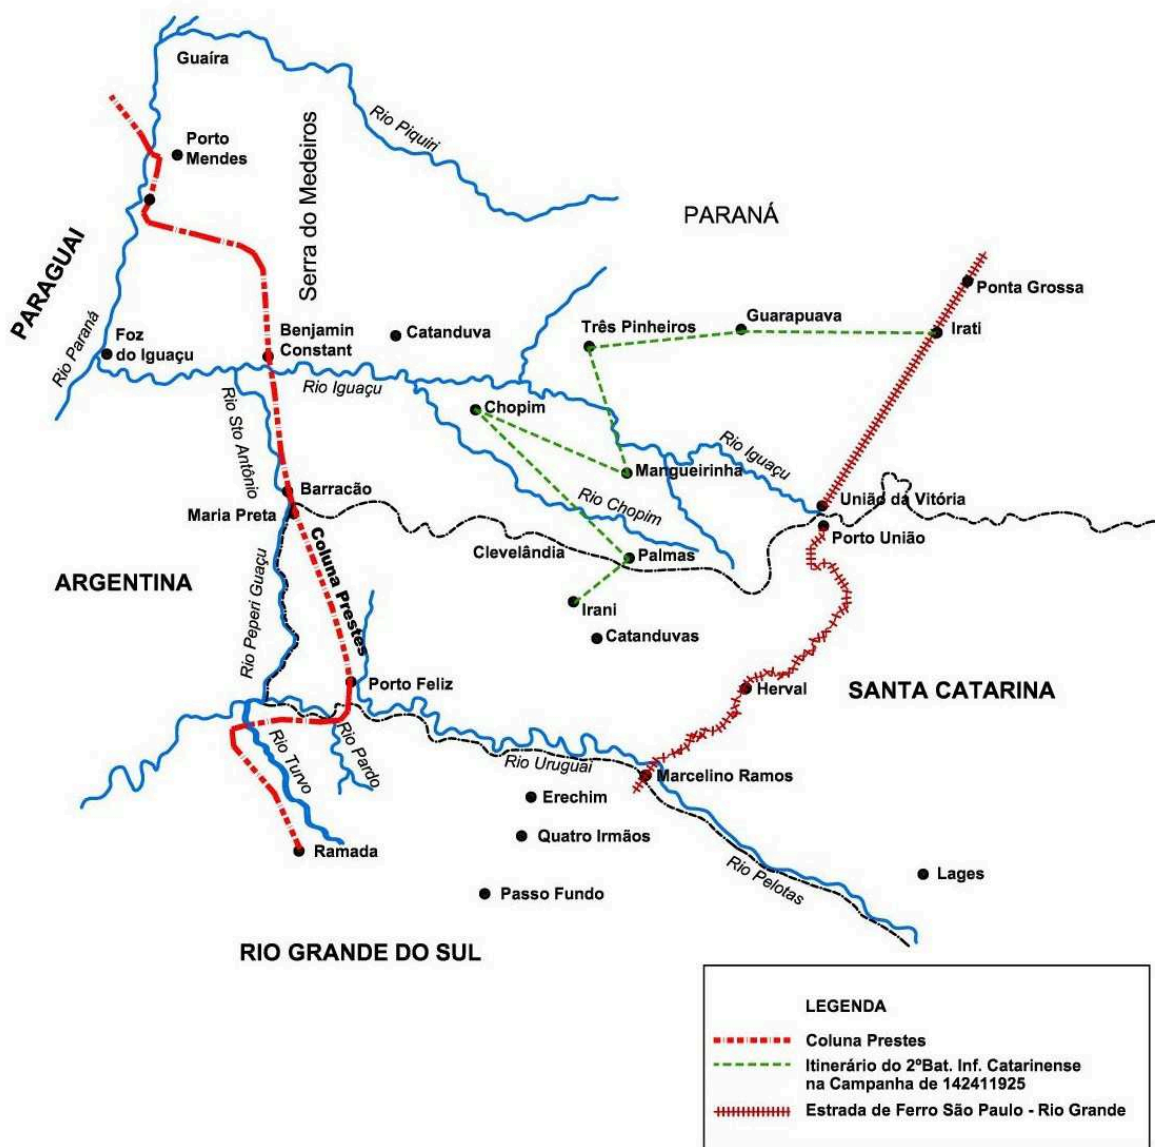 Guaíra
Rio Piquiri
Porto
Mendes
Serra do Medeiros
PARANÁ
PARAGUAI
Ponta Grossa
Foz
do Iguaçu
Rio Paraná
Benjamin
Constant
Catanduva
Três Pinheiros
Guarapuava
Irati
Rio Iguaçu
Rio Sto Antônio
Chopim
Rio Iguaçu
Mangueirinha
Barracão
Rio Chopim
União da Vitória
Maria Preta
Porto União
Clevelândia
Palmas
ARGENTINA
Coluna Prestes
Rio Peperi Guaçu
Irani
Catanduvas
Porto Feliz
Herval
SANTA CATARINA
Rio Turvo
Rio Pardo
Rio Uruguai
Marcelino Ramos
Erechim
Quatro Irmãos
Ramada
Rio Pelotas
Lages
Passo Fundo
RIO GRANDE DO SUL
LEGENDA
Coluna Prestes
Itinerário do 2ºBat. Inf. Catarinense
na Campanha de 142411925
Estrada de Ferro São Paulo - Rio Grande